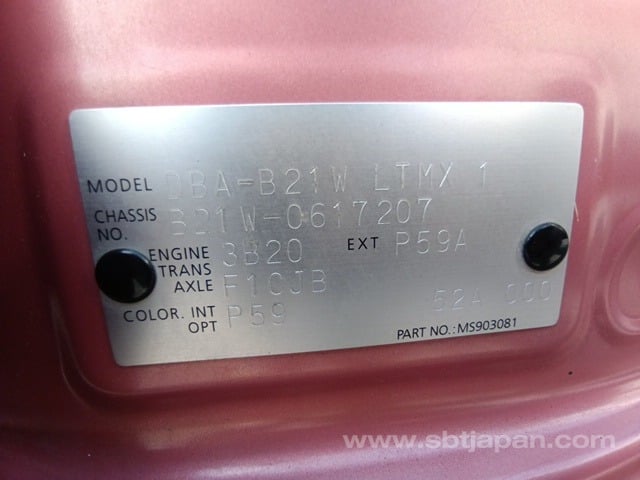 MODEL DBA-B21W LTMX 1
CHASSIS NO. B21W-0617207
ENGINE 3B20 EXT P59A
TRANS AXLE F1CJB
COLOR. INT OPT P59 52A 000
PART NO.:MS903081
www.sbtjapan.com